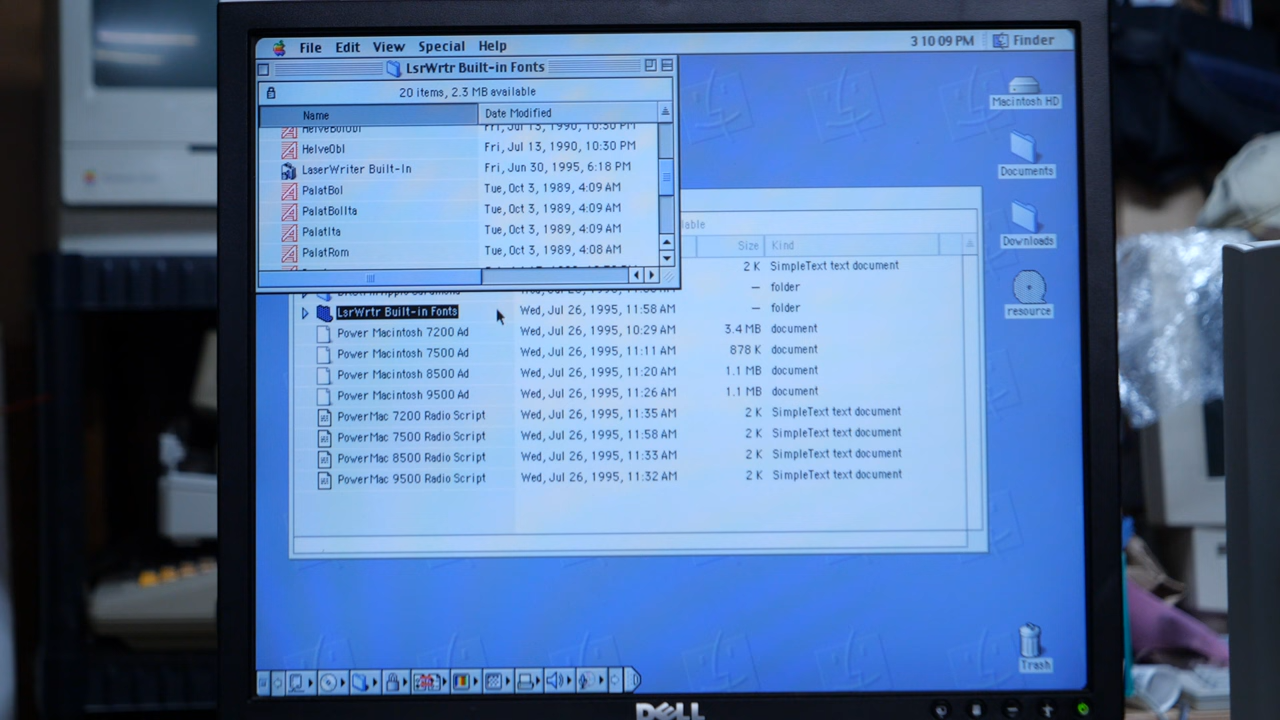 File Edit View Special Help 3 10 09 PM Finder
LsrWrtr Built-in Fonts
20 items, 2.3 MB available
Name Date Modified
HelveBolObl Fri, Jul 13, 1990, 10:30 PM
HelveObl Fri, Jul 13, 1990, 10:30 PM
LaserWriter Built-In Fri, Jun 30, 1995, 6:18 PM
PalatBol Tue, Oct 3, 1989, 4:09 AM
PalatBolIta Tue, Oct 3, 1989, 4:09 AM
PalatIta Tue, Oct 3, 1989, 4:09 AM
PalatRom Tue, Oct 3, 1989, 4:08 AM
lable
Size Kind
2 K SimpleText text document
– folder
LsrWrtr Built-in Fonts Wed, Jul 26, 1995, 11:58 AM – folder
Power Macintosh 7200 Ad Wed, Jul 26, 1995, 10:29 AM 3.4 MB document
Power Macintosh 7500 Ad Wed, Jul 26, 1995, 11:11 AM 878 K document
Power Macintosh 8500 Ad Wed, Jul 26, 1995, 11:20 AM 1.1 MB document
Power Macintosh 9500 Ad Wed, Jul 26, 1995, 11:26 AM 1.1 MB document
PowerMac 7200 Radio Script Wed, Jul 26, 1995, 11:35 AM 2 K SimpleText text document
PowerMac 7500 Radio Script Wed, Jul 26, 1995, 11:58 AM 2 K SimpleText text document
PowerMac 8500 Radio Script Wed, Jul 26, 1995, 11:33 AM 2 K SimpleText text document
PowerMac 9500 Radio Script Wed, Jul 26, 1995, 11:32 AM 2 K SimpleText text document
Macintosh HD
Documents
Downloads
resource
Trash
DELL